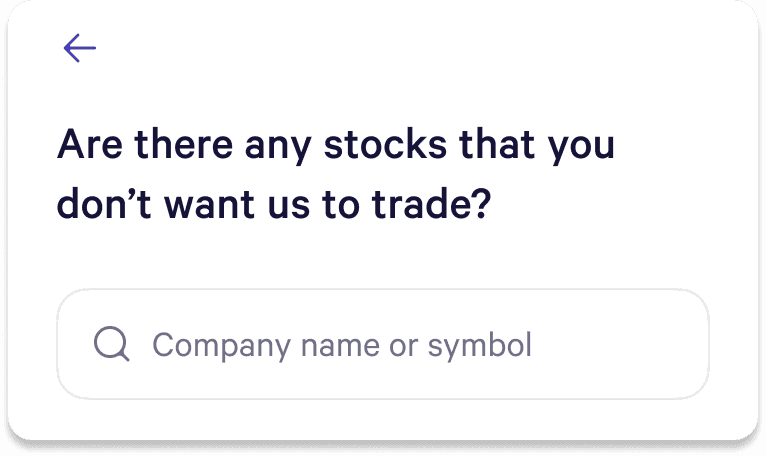 Are there any stocks that you
don’t want us to trade?
Company name or symbol